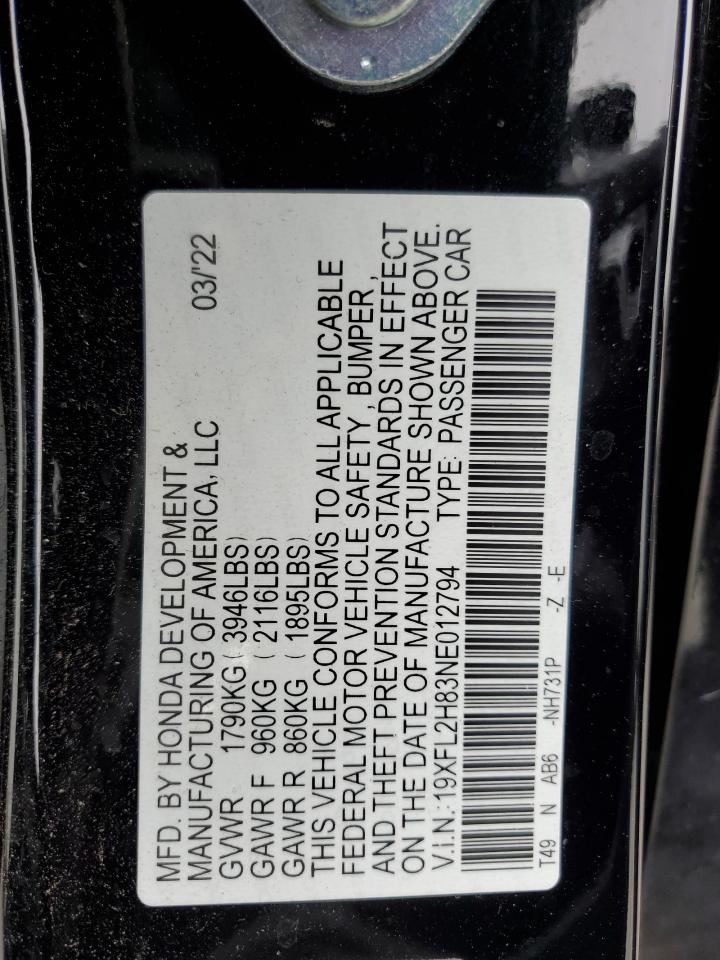 MFD. BY HONDA DEVELOPMENT &
MANUFACTURING OF AMERICA, LLC 03/'22
GVWR 1790KG ( 3946LBS)
GAWR F 960KG ( 2116LBS)
GAWR R 860KG ( 1895LBS)
THIS VEHICLE CONFORMS TO ALL APPLICABLE
FEDERAL MOTOR VEHICLE SAFETY , BUMPER ,
AND THEFT PREVENTION STANDARDS IN EFFECT
ON THE DATE OF MANUFACTURE SHOWN ABOVE.
V.I.N.:19XFL2H83NE012794 TYPE: PASSENGER CAR
T49 N AB6 -NH731P -Z -E